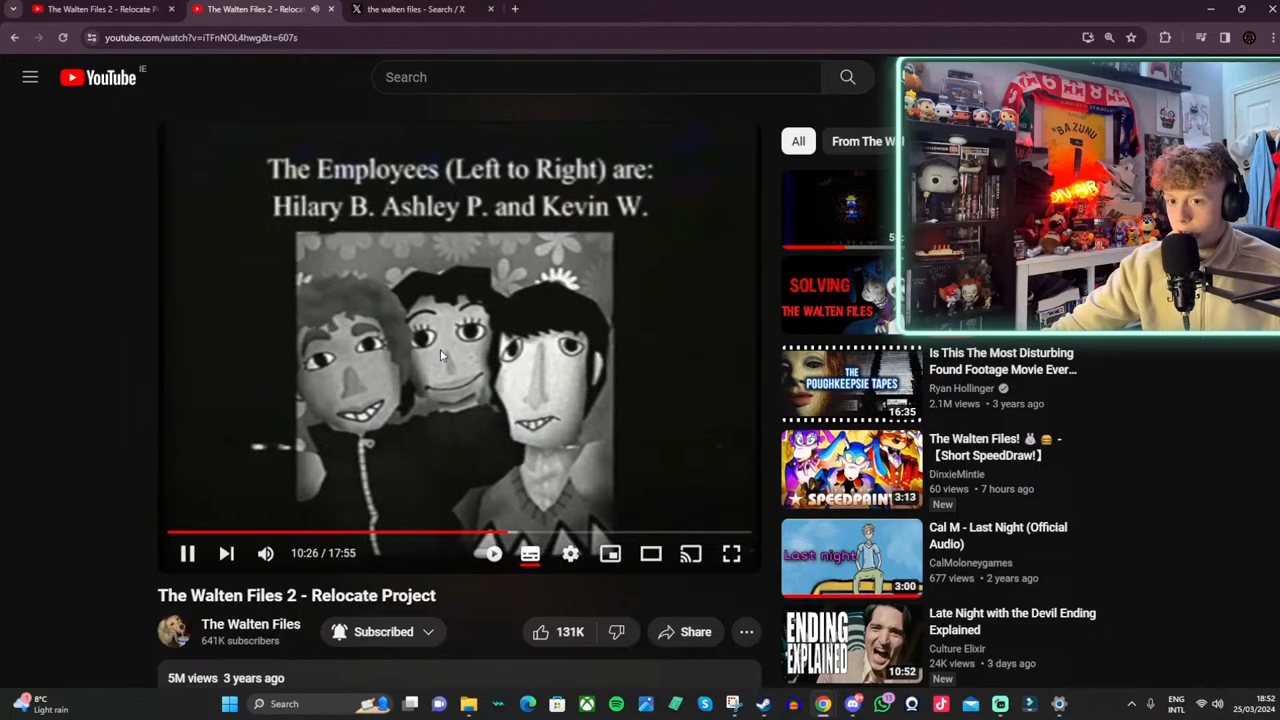 The Walten Files 2 - Relocate P
The Walten Files 2 - Relocat
the walten files - Search / X
youtube.com/watch?v=iTFnNOL4hwg&t=607s
YouTube
IE
Search
The Employees (Left to Right) are:
Hilary B. Ashley P. and Kevin W.
10:26 / 17:55
The Walten Files 2 - Relocate Project
The Walten Files
641K subscribers
Subscribed
131K
Share
5M views 3 years ago
All
From The Wa
SOLVING
THE WALTEN FILES
THE
POUGHKEEPSIE TAPES
16:35
Is This The Most Disturbing
Found Footage Movie Ever...
Ryan Hollinger
2.1M views • 3 years ago
SPEEDPAINT
3:13
The Walten Files! 🐰 🍔 -
【Short SpeedDraw!】
DinxieMintie
60 views • 7 hours ago
New
Last night
3:00
Cal M - Last Night (Official
Audio)
CalMoloneygames
677 views • 2 years ago
ENDING
EXPLAINED
10:52
Late Night with the Devil Ending
Explained
Culture Elixir
24K views • 3 days ago
New
BAZUNU
1
ON AIR
8°C
Light rain
Search
ENG
INTL
18:52
25/03/2024